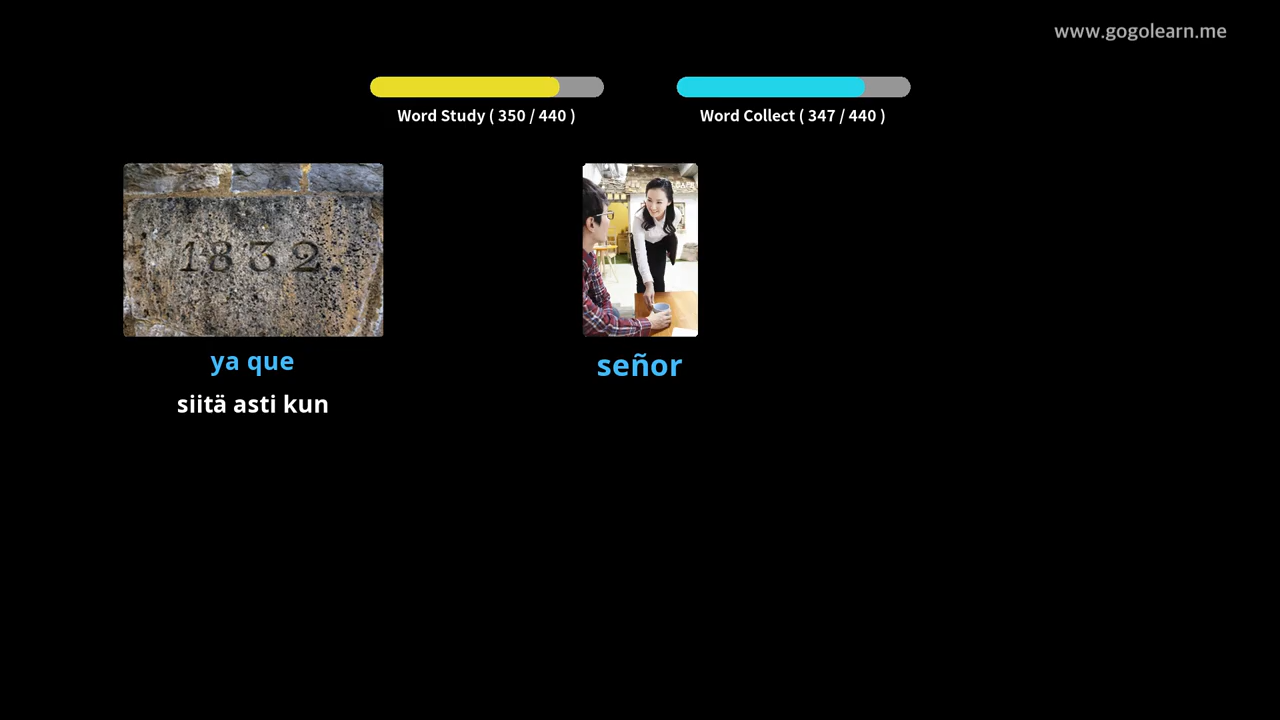 www.gogolearn.me
Word Study ( 350 / 440 )
Word Collect ( 347 / 440 )
1832.
ya que
siitä asti kun
señor